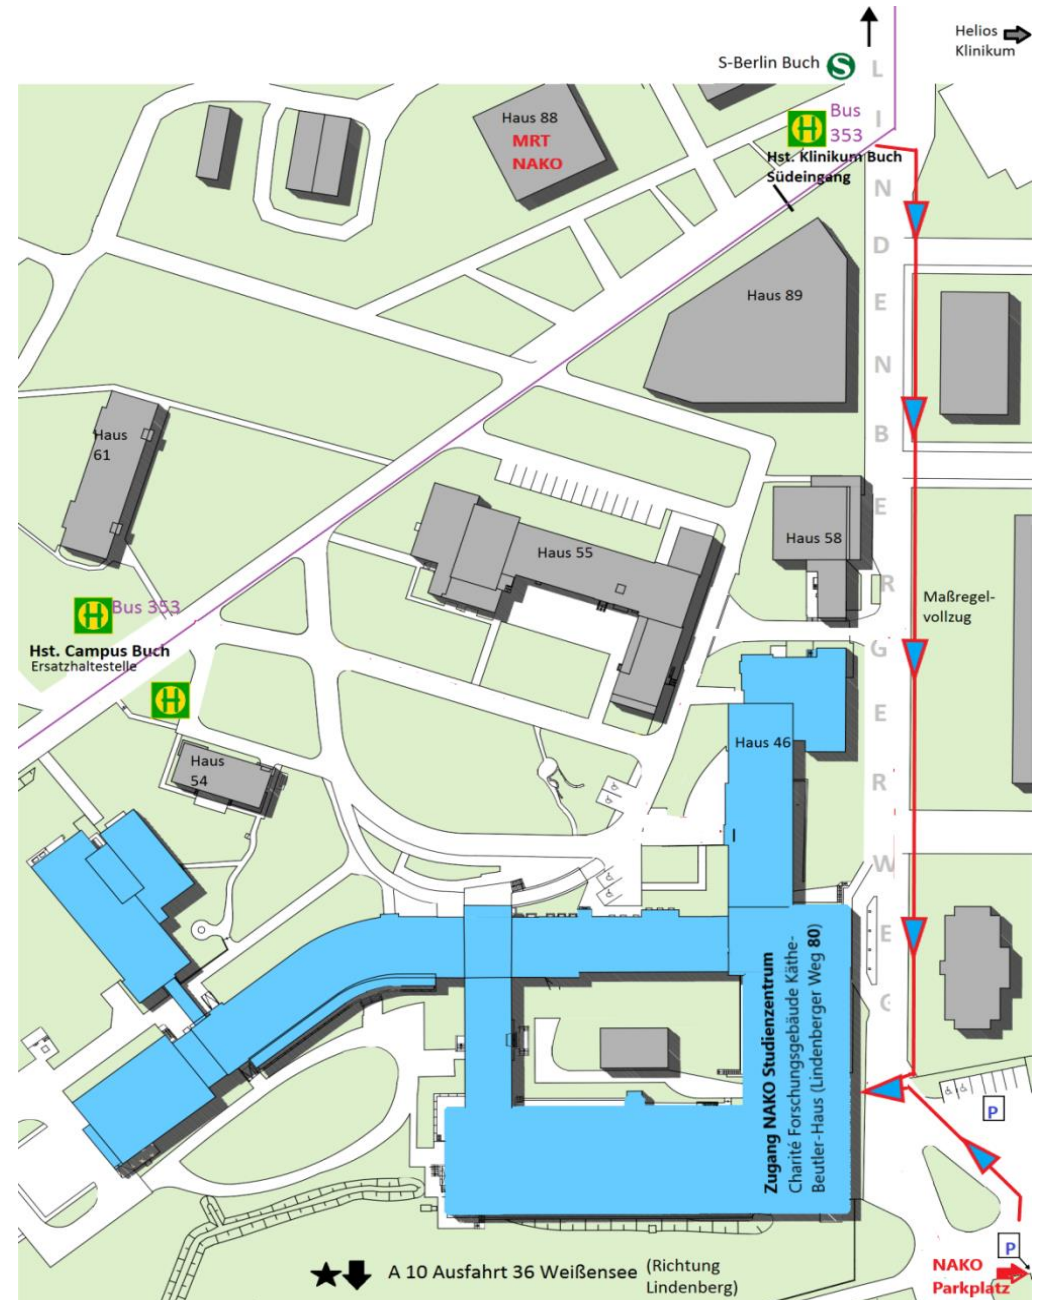 Helios
Klinikum
S-Berlin Buch
S
H
Bus
353
Hst. Klinikum Buch
Südeingang
Haus 88
MRT
NAKO
Haus 89
LINDENBERGER WEG
Haus
61
Haus 55
Haus 58
Maßregel-
vollzug
H
Bus 353
Hst. Campus Buch
Ersatzhaltestelle
H
Haus
54
Haus 46
Zugang NAKO Studienzentrum
Charité Forschungsgebäude Käthe-
Beutler-Haus (Lindenberger Weg 80)
P
P
NAKO
Parkplatz
A 10 Ausfahrt 36 Weißensee
(Richtung
Lindenberg)